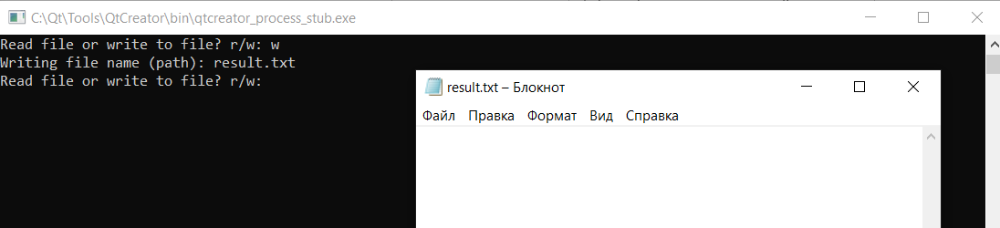 C:\Qt\Tools\QtCreator\bin\qtcreator_process_stub.exe
Read file or write to file? r/w: w
Writing file name (path): result.txt
Read file or write to file? r/w:
result.txt – Блокнот
Файл Правка Формат Вид Справка